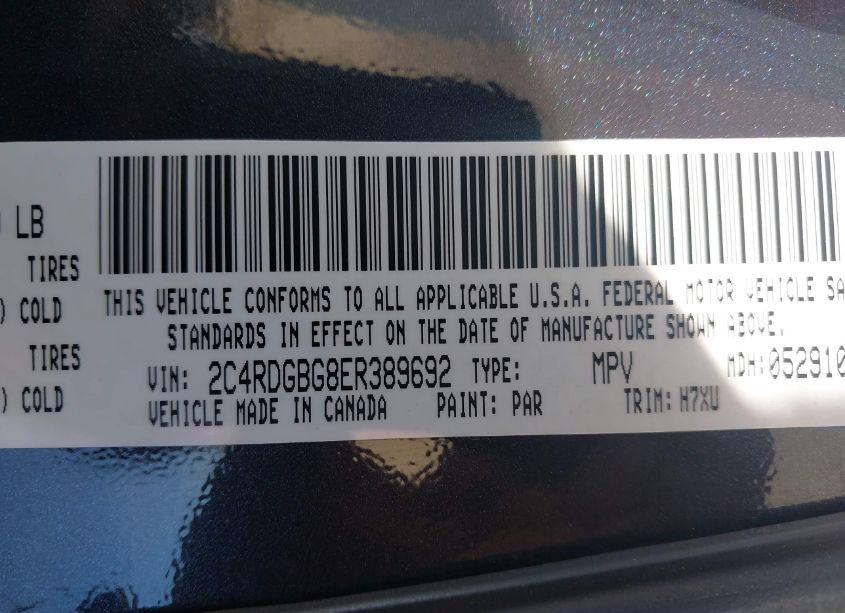 LB
TIRES
) COLD
TIRES
) COLD
THIS VEHICLE CONFORMS TO ALL APPLICABLE U.S.A. FEDERAL MOTOR VEHICLE SA
STANDARDS IN EFFECT ON THE DATE OF MANUFACTURE SHOWN ABOVE.
VIN: 2C4RDGBG8ER389692 TYPE: MPV MDH: 052910
VEHICLE MADE IN CANADA PAINT: PAR TRIM: H7XU